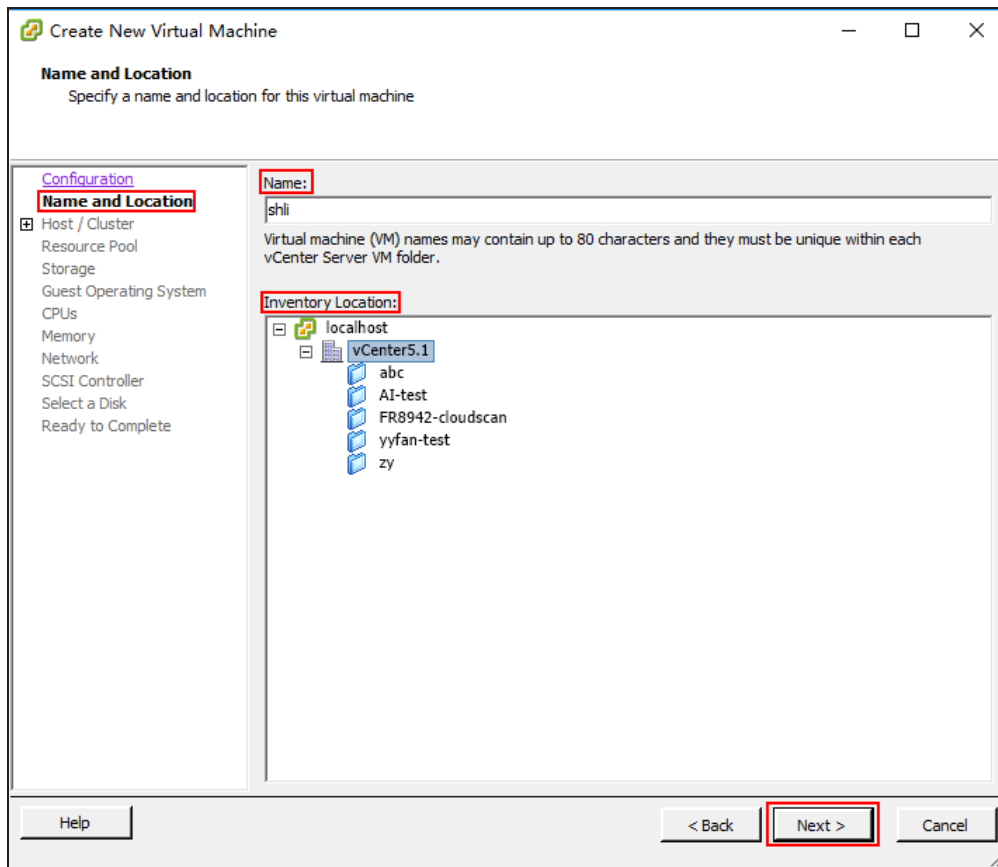 Create New Virtual Machine
Name and Location
Specify a name and location for this virtual machine
Configuration
Name and Location
Host / Cluster
Resource Pool
Storage
Guest Operating System
CPUs
Memory
Network
SCSI Controller
Select a Disk
Ready to Complete
Name:
shli
Virtual machine (VM) names may contain up to 80 characters and they must be unique within each
vCenter Server VM folder.
Inventory Location:
localhost
vCenter5.1
abc
AI-test
FR8942-cloudscan
yyfan-test
zy
Help
< Back
Next >
Cancel